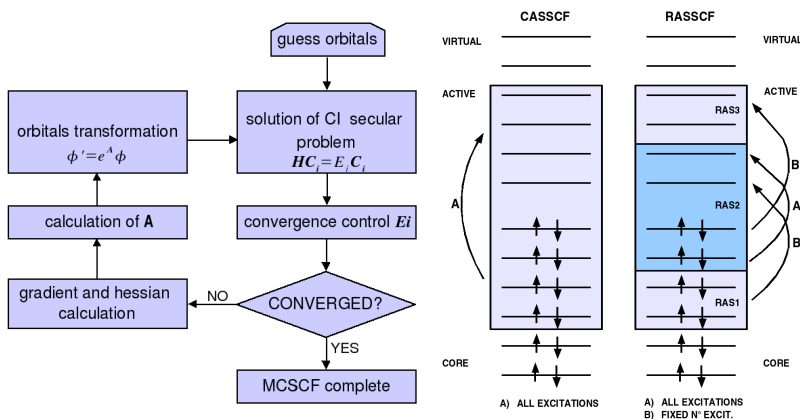 guess orbitals
orbitals transformation
ϕ'=e^A ϕ
solution of CI secular
problem
HC_i=E_i C_i
calculation of A
convergence control Ei
gradient and hessian
calculation
NO
CONVERGED?
YES
MCSCF complete
CASSCF
RASSCF
VIRTUAL
VIRTUAL
ACTIVE
ACTIVE
RAS3
B
A
RAS2
A
B
RAS1
CORE
CORE
A) ALL EXCITATIONS
A) ALL EXCITATIONS
B) FIXED N° EXCIT.